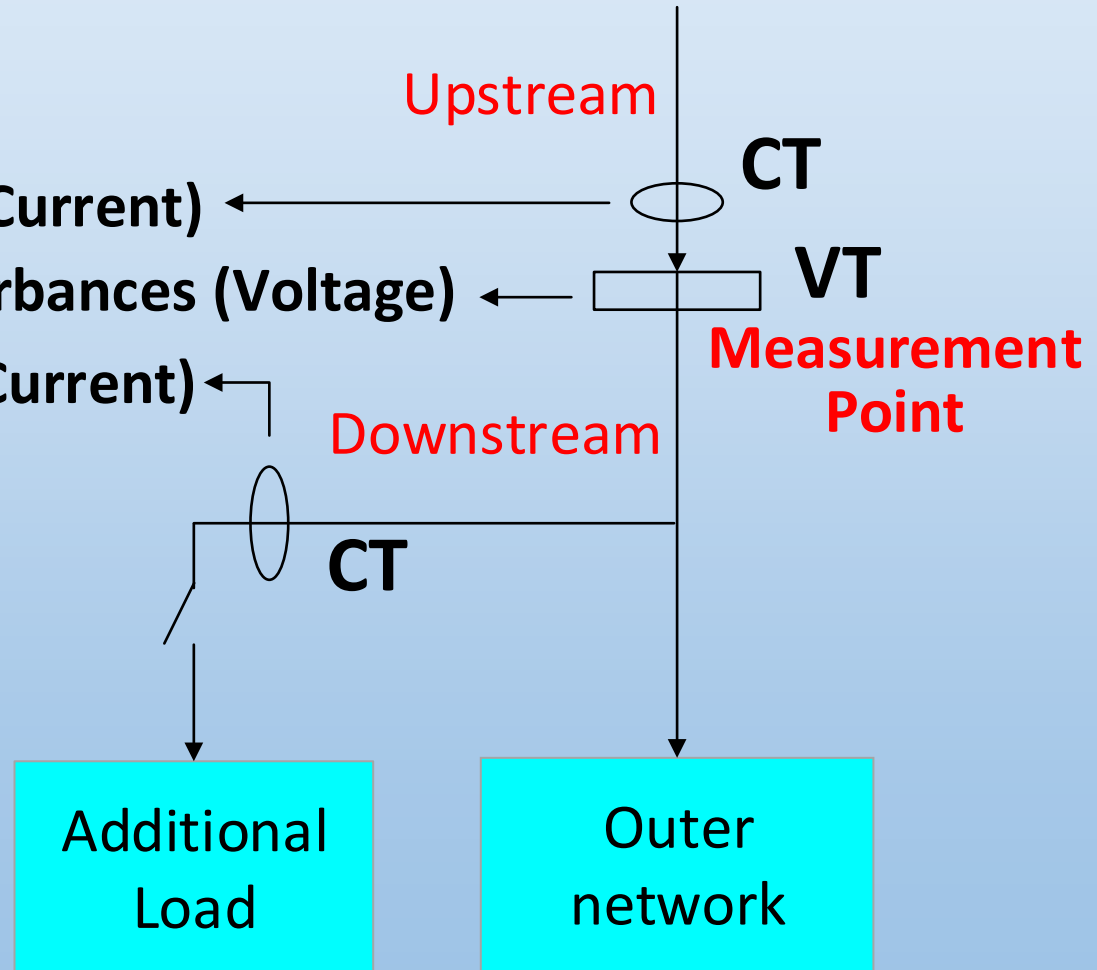 Upstream
CT
Current)
VT
rbances (Voltage)
Measurement
Point
Current)
Downstream
CT
Additional
Load
Outer
network